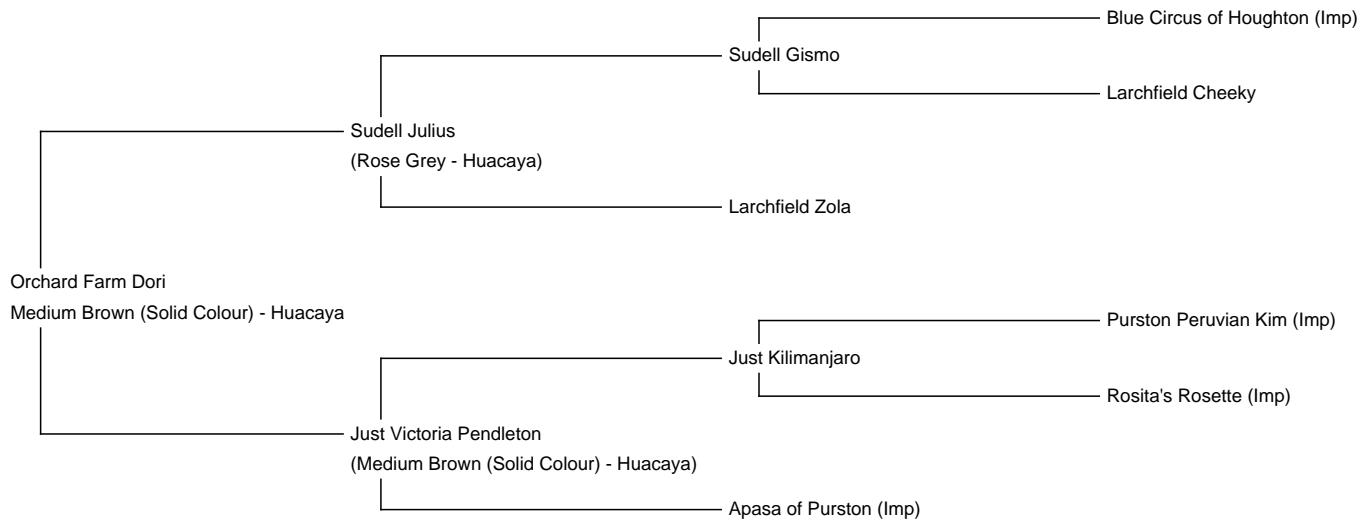 Blue Circus of Houghton (Imp)
Sudell Gismo
Larchfield Cheeky
Sudell Julius
(Rose Grey - Huacaya)
Larchfield Zola
Orchard Farm Dori
Medium Brown (Solid Colour) - Huacaya
Purston Peruvian Kim (Imp)
Just Kilimanjaro
Rosita's Rosette (Imp)
Just Victoria Pendleton
(Medium Brown (Solid Colour) - Huacaya)
Apasa of Purston (Imp)